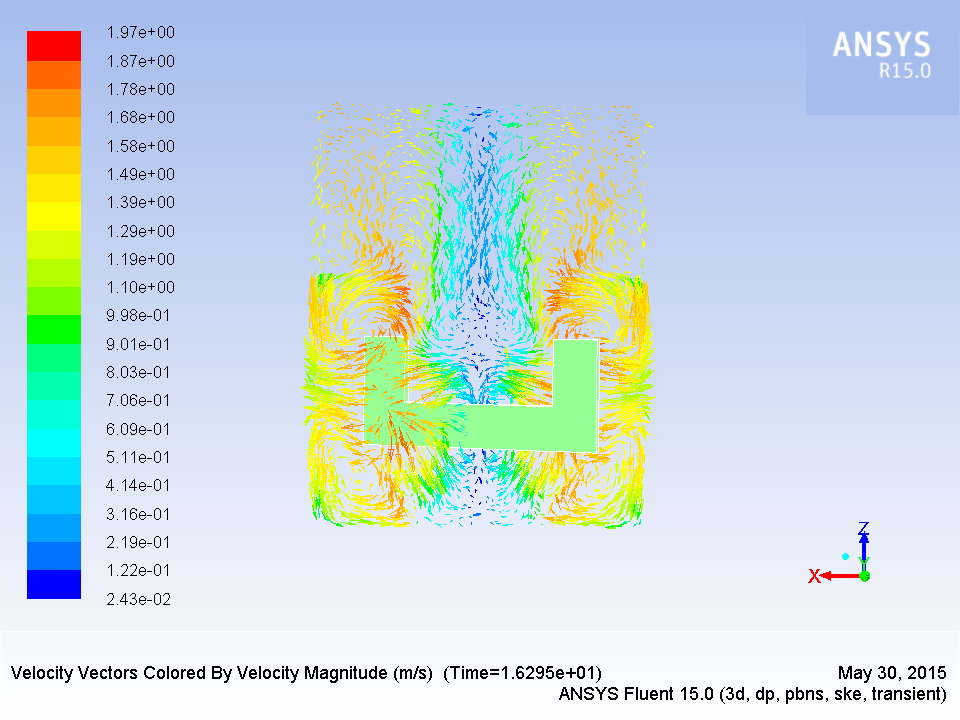 1.97e+00
1.87e+00
1.78e+00
1.68e+00
1.58e+00
1.49e+00
1.39e+00
1.29e+00
1.19e+00
1.10e+00
9.98e-01
9.01e-01
8.03e-01
7.06e-01
6.09e-01
5.11e-01
4.14e-01
3.16e-01
2.19e-01
1.22e-01
2.43e-02
ANSYS
R15.0
Z
Y
X
Velocity Vectors Colored By Velocity Magnitude (m/s)  (Time=1.6295e+01)
May 30, 2015
ANSYS Fluent 15.0 (3d, dp, pbns, ske, transient)